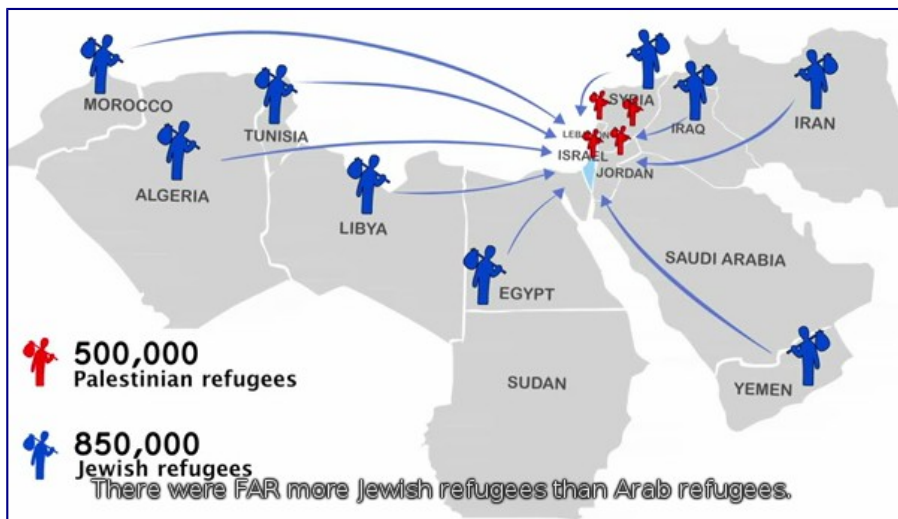 MOROCCO
TUNISIA
ALGERIA
LIBYA
EGYPT
SUDAN
SYRIA
LEBANON
ISRAEL
JORDAN
IRAQ
IRAN
SAUDI ARABIA
YEMEN
500,000
Palestinian refugees
850,000
Jewish refugees
There were FAR more Jewish refugees than Arab refugees.